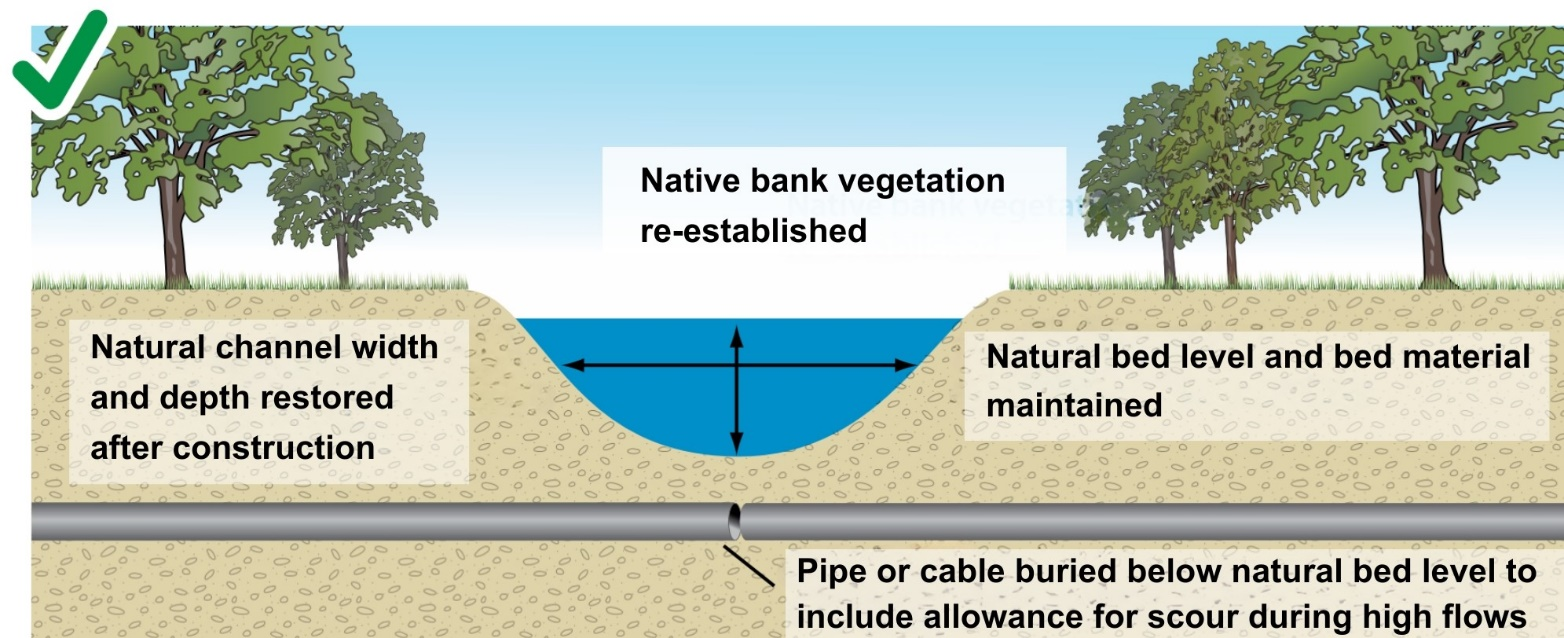 Native bank vegetation
re-established
Natural channel width
and depth restored
after construction
Natural bed level and bed material
maintained
Pipe or cable buried below natural bed level to
include allowance for scour during high flows